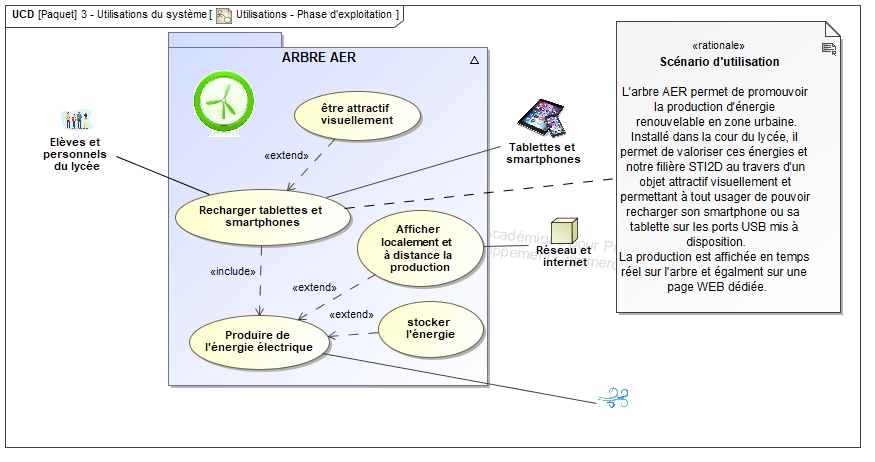 UCD [Paquet] 3 - Utilisations du système [ Utilisations - Phase d'exploitation ]
ARBRE AER
être attractif
visuellement
«extend»
Elèves et
personnels
du lycée
Tablettes et
smartphones
Recharger tablettes et
smartphones
Afficher
localement et
à distance la
production
Réseau et
internet
«include»
«extend»
«extend»
stocker
l'énergie
Produire de
l'énergie électrique
«rationale»
Scénario d'utilisation
L'arbre AER permet de promouvoir
la production d'énergie
renouvelable en zone urbaine.
Installé dans la cour du lycée, il
permet de valoriser ces énergies et
notre filière STI2D au travers d'un
objet attractif visuellement et
permettant à tout usager de pouvoir
recharger son smartphone ou sa
tablette sur les ports USB mis à
disposition.
La production est affichée en temps
réel sur l'arbre et égalment sur une
page WEB dédiée.